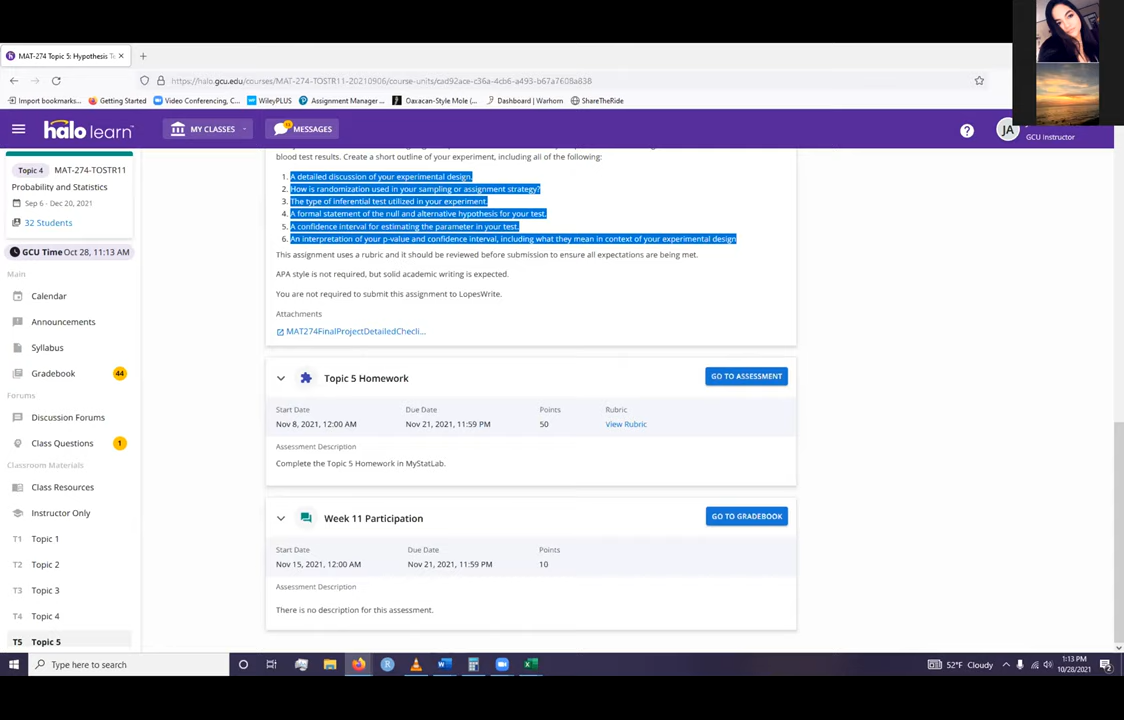 MAT-274 Topic 5: Hypothesis T
https://halo.gcu.edu/courses/MAT-274-TOSTR11-20210906/course-units/cad92ace-c36a-4cb6-a493-b67a7608a838
Import bookmarks... Getting Started Video Conferencing, C... WileyPLUS Assignment Manager ... Oaxacan-Style Mole (... Dashboard | Warhorn ShareTheRide
halo learn MY CLASSES MESSAGES JA GCU instructor
Topic 4 MAT-274-TOSTR11
Probability and Statistics
Sep 6 - Dec 20, 2021
32 Students
GCU Time Oct 28, 11:13 AM
Main
Calendar
Announcements
Syllabus
Gradebook 44
Forums
Discussion Forums
Class Questions 1
Classroom Materials
Class Resources
Instructor Only
T1 Topic 1
T2 Topic 2
T3 Topic 3
T4 Topic 4
T5 Topic 5
blood test results. Create a short outline of your experiment, including all of the following:
1. A detailed discussion of your experimental design.
2. How is randomization used in your sampling or assignment strategy?
3. The type of inferential test utilized in your experiment.
4. A formal statement of the null and alternative hypothesis for your test.
5. A confidence interval for estimating the parameter in your test.
6. An interpretation of your p-value and confidence interval, including what they mean in context of your experimental design
This assignment uses a rubric and it should be reviewed before submission to ensure all expectations are being met.
APA style is not required, but solid academic writing is expected.
You are not required to submit this assignment to LopesWrite.
Attachments
MAT274FinalProjectDetailedChecli...
Topic 5 Homework GO TO ASSESSMENT
Start Date Due Date Points Rubric
Nov 8, 2021, 12:00 AM Nov 21, 2021, 11:59 PM 50 View Rubric
Assessment Description
Complete the Topic 5 Homework in MyStatLab.
Week 11 Participation GO TO GRADEBOOK
Start Date Due Date Points
Nov 15, 2021, 12:00 AM Nov 21, 2021, 11:59 PM 10
Assessment Description
There is no description for this assessment.
Type here to search 52°F Cloudy 1:13 PM
10/28/2021